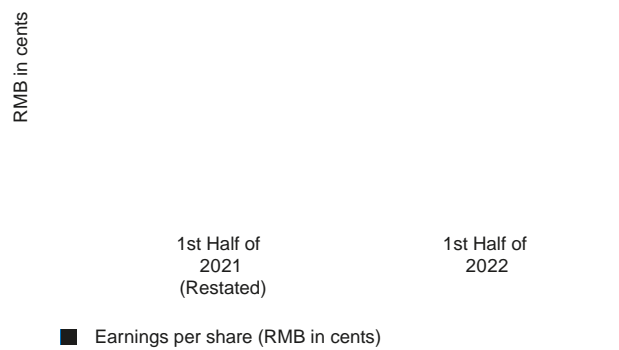 RMB in cents
1st Half of
2021
(Restated)
1st Half of
2022
Earnings per share (RMB in cents)